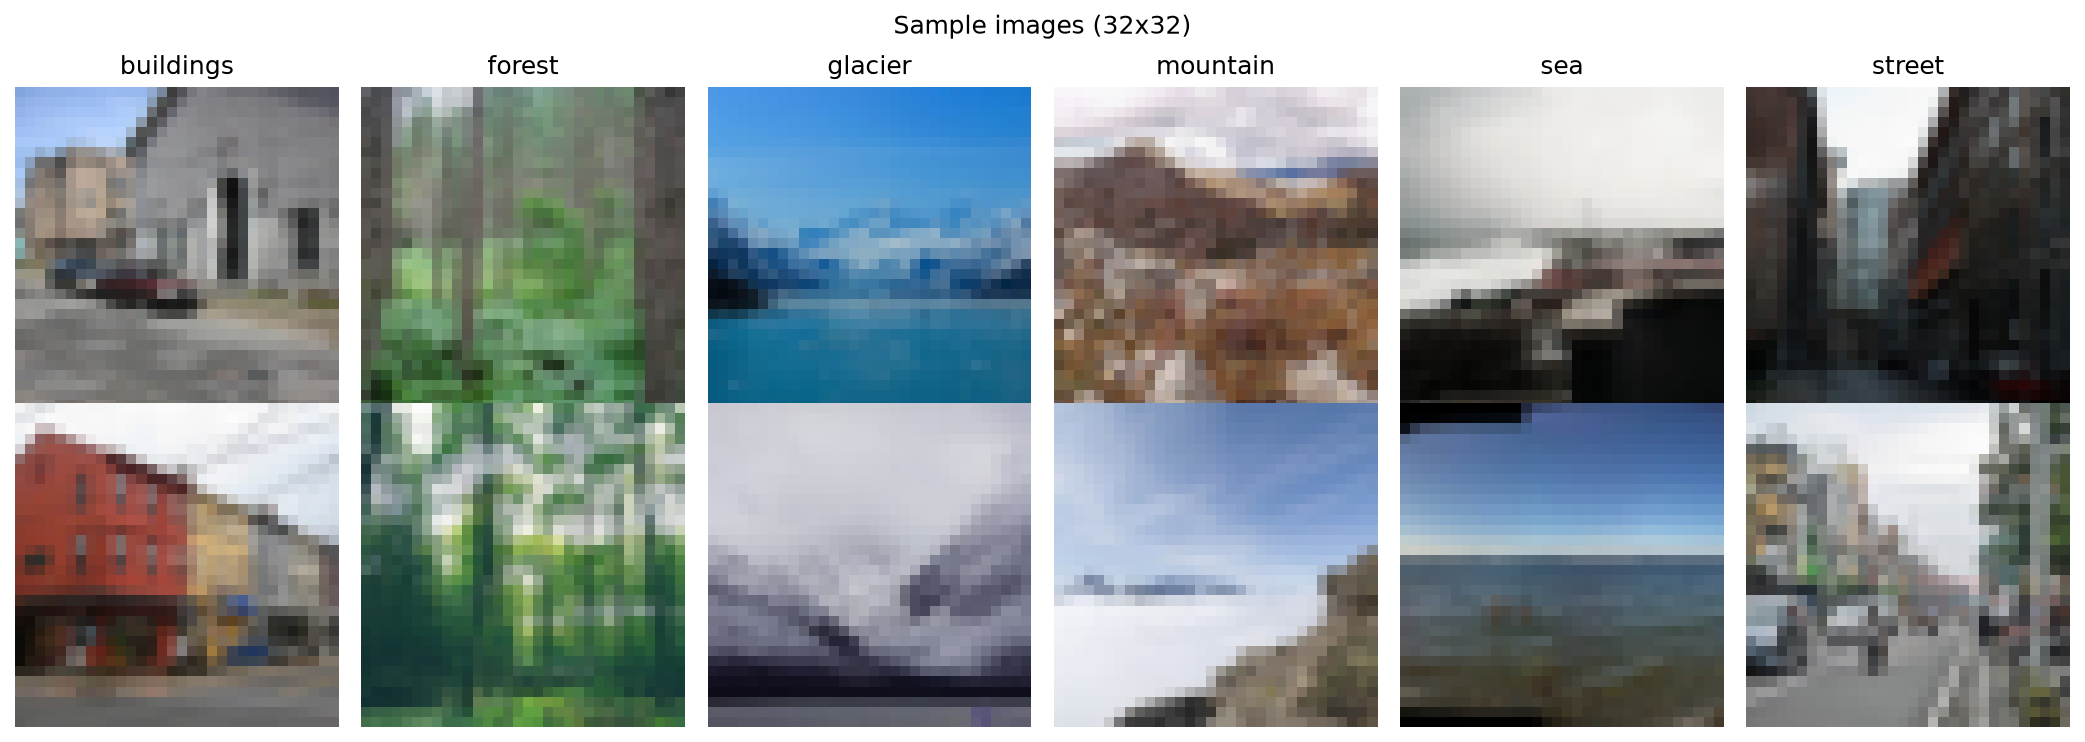 Sample images (32x32)
buildings forest glacier mountain sea street